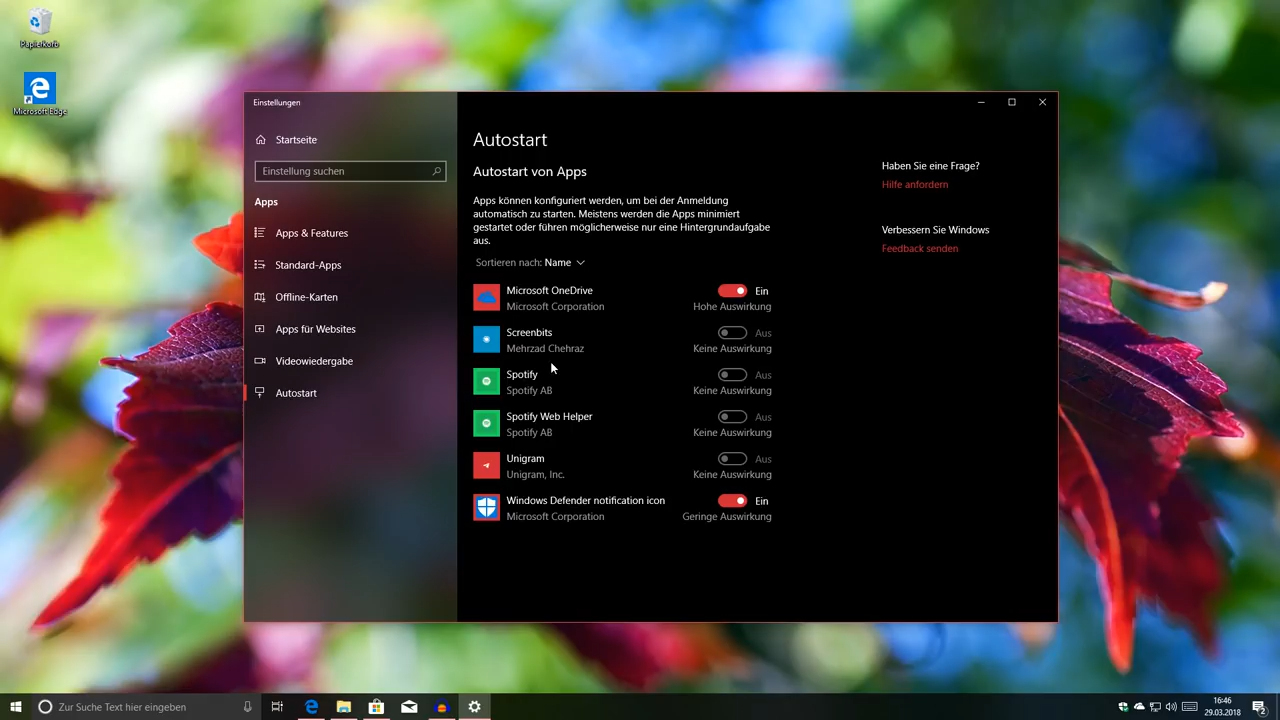 Papierkorb
Microsoft Edge
Einstellungen
Startseite
Einstellung suchen
Apps
Apps & Features
Standard-Apps
Offline-Karten
Apps für Websites
Videowiedergabe
Autostart
Autostart
Autostart von Apps
Apps können konfiguriert werden, um bei der Anmeldung
automatisch zu starten. Meistens werden die Apps minimiert
gestartet oder führen möglicherweise nur eine Hintergrundaufgabe
aus.
Sortieren nach: Name
Microsoft OneDrive Ein
Microsoft Corporation Hohe Auswirkung
Screenbits Aus
Mehrzad Chehraz Keine Auswirkung
Spotify Aus
Spotify AB Keine Auswirkung
Spotify Web Helper Aus
Spotify AB Keine Auswirkung
Unigram Aus
Unigram, Inc. Keine Auswirkung
Windows Defender notification icon Ein
Microsoft Corporation Geringe Auswirkung
Haben Sie eine Frage?
Hilfe anfordern
Verbessern Sie Windows
Feedback senden
Zur Suche Text hier eingeben
16:46
29.03.2018
2